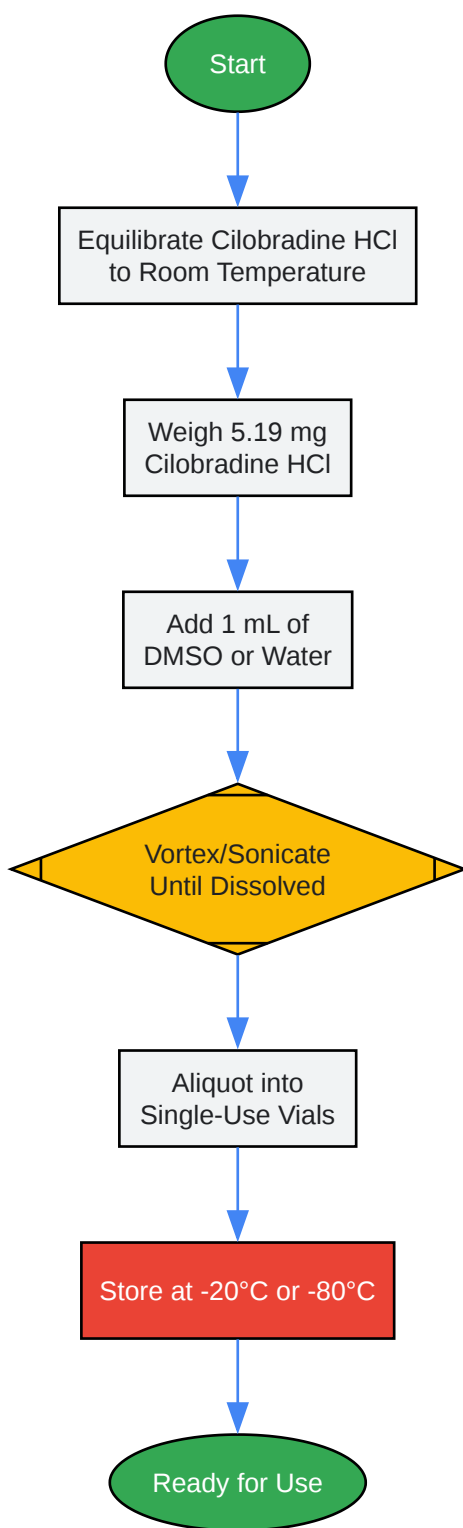 Start
Equilibrate Cilobradine HCl
to Room Temperature
Weigh 5.19 mg
Cilobradine HCl
Add 1 mL of
DMSO or Water
Vortex/Sonicate
Until Dissolved
Aliquot into
Single-Use Vials
Store at -20°C or -80°C
Ready for Use